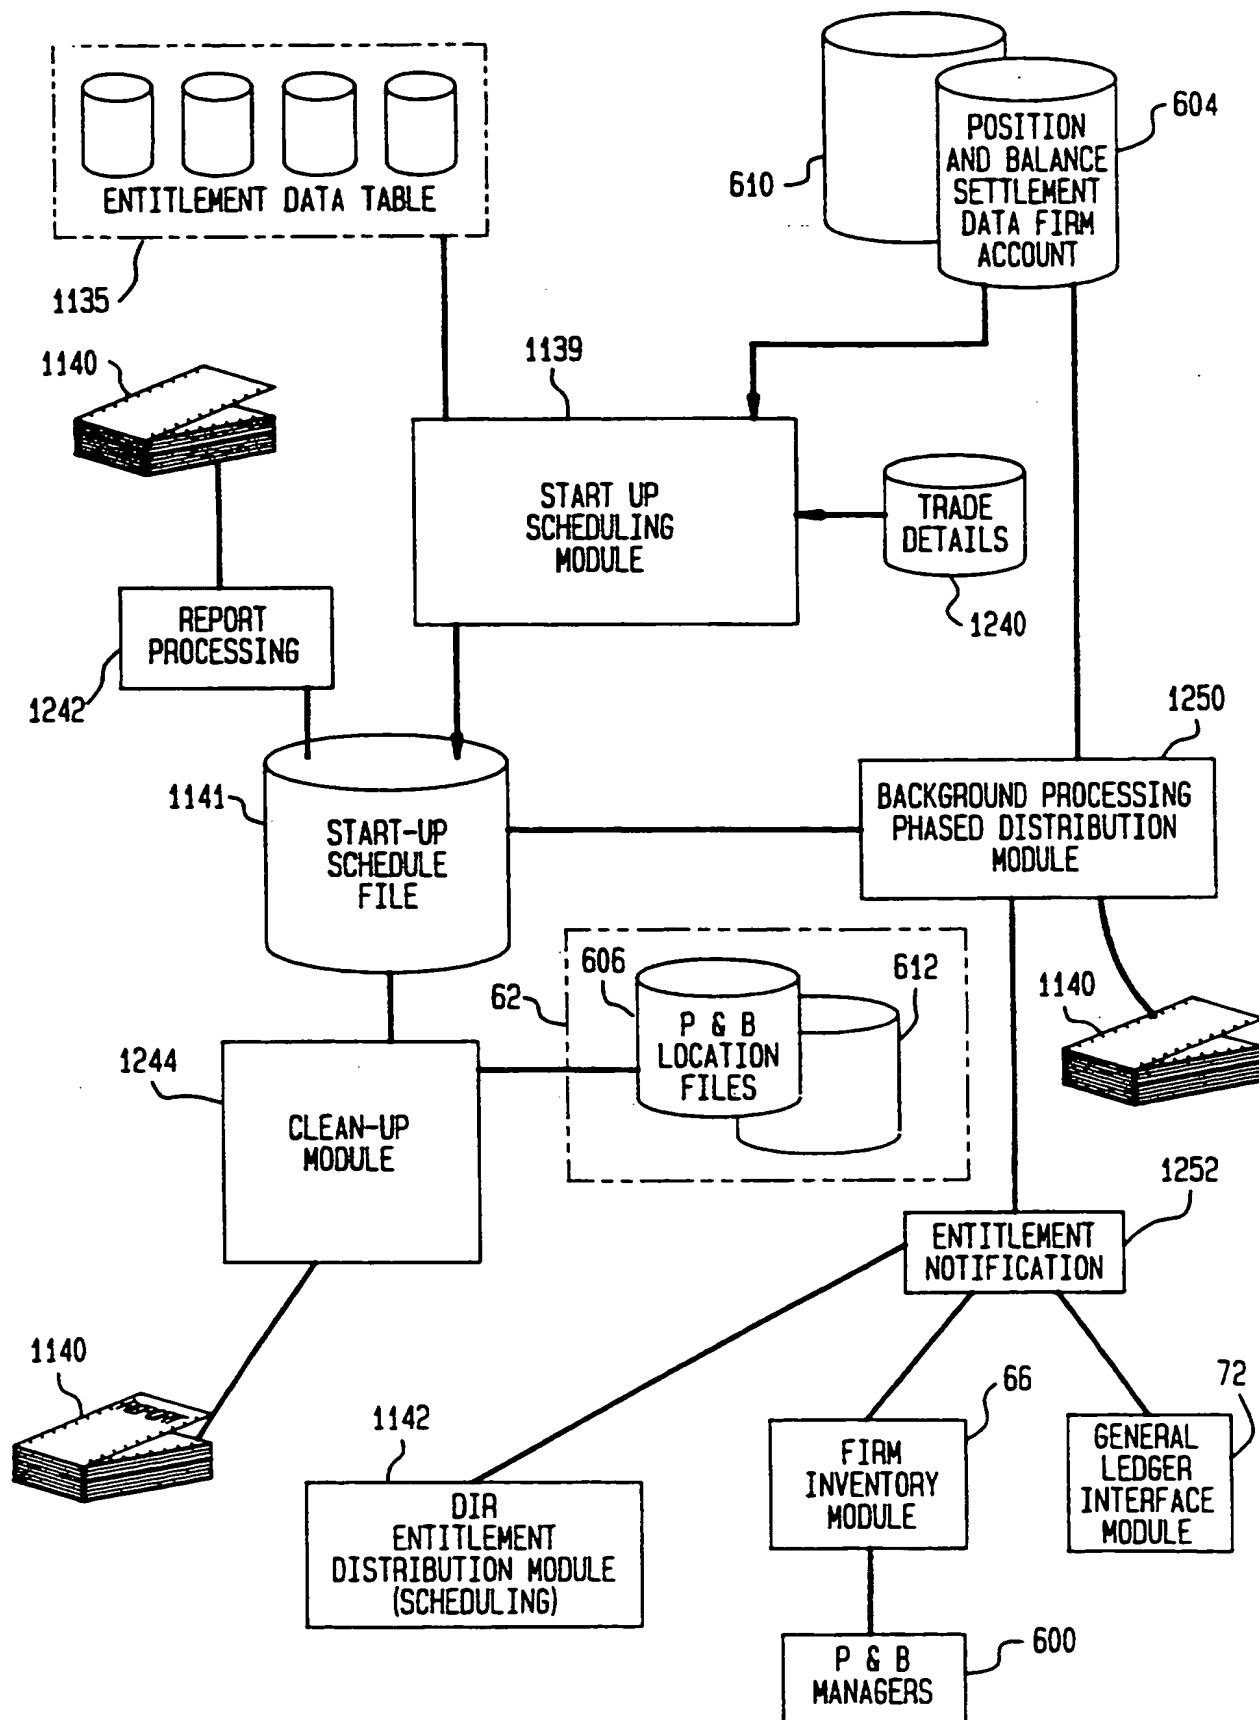 ENTITLEMENT DATA TABLE
1135
610
604
POSITION
AND BALANCE
SETTLEMENT
DATA FIRM
ACCOUNT
1140
1139
START UP
SCHEDULING
MODULE
TRADE
DETAILS
1240
REPORT
PROCESSING
1242
1250
BACKGROUND PROCESSING
PHASED DISTRIBUTION
MODULE
1141
START-UP
SCHEDULE
FILE
606
612
62
P & B
LOCATION
FILES
1140
1244
CLEAN-UP
MODULE
1252
ENTITLEMENT
NOTIFICATION
1140
REPORT
1142
DIR
ENTITLEMENT
DISTRIBUTION MODULE
(SCHEDULING)
66
FIRM
INVENTORY
MODULE
72
GENERAL
LEDGER
INTERFACE
MODULE
P & B
MANAGERS
600